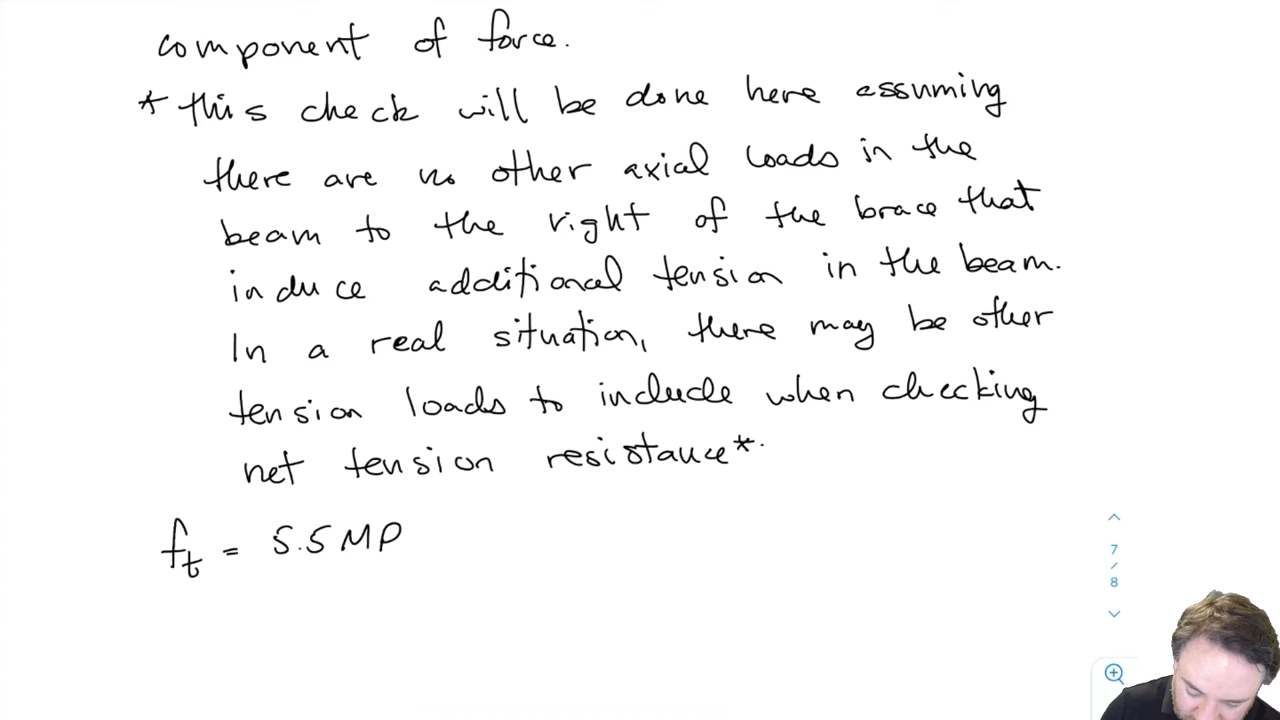 component of force.
* this check will be done here assuming
there are no other axial loads in the
beam to the right of the brace that
induce additional tension in the beam.
In a real situation, there may be other
tension loads to include when checking
net tension resistance*.
ft = 5.5 MP
7
/
8